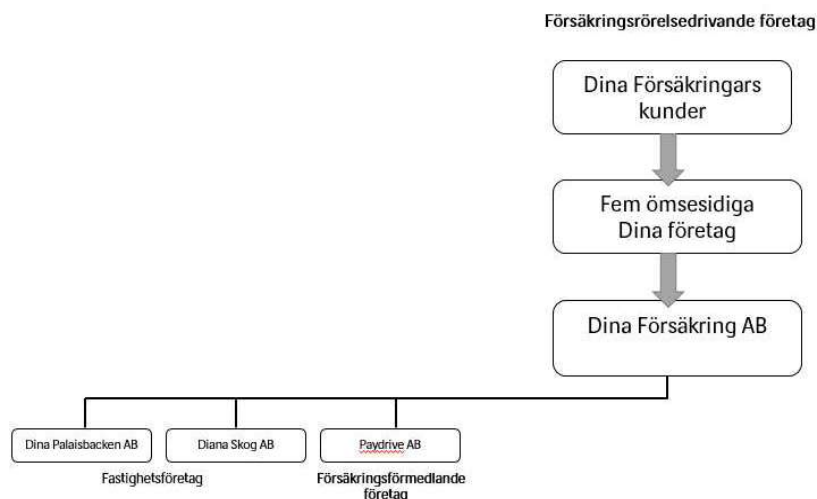 Försäkringsrörelsedrivande företag
Dina Försäkringars
kunder
Fem ömsesidiga
Dina företag
Dina Försäkring AB
Dina Palaisbacken AB
Diana Skog AB
Paydrive AB
Fastighetsföretag
Försäkringsförmedlande
företag